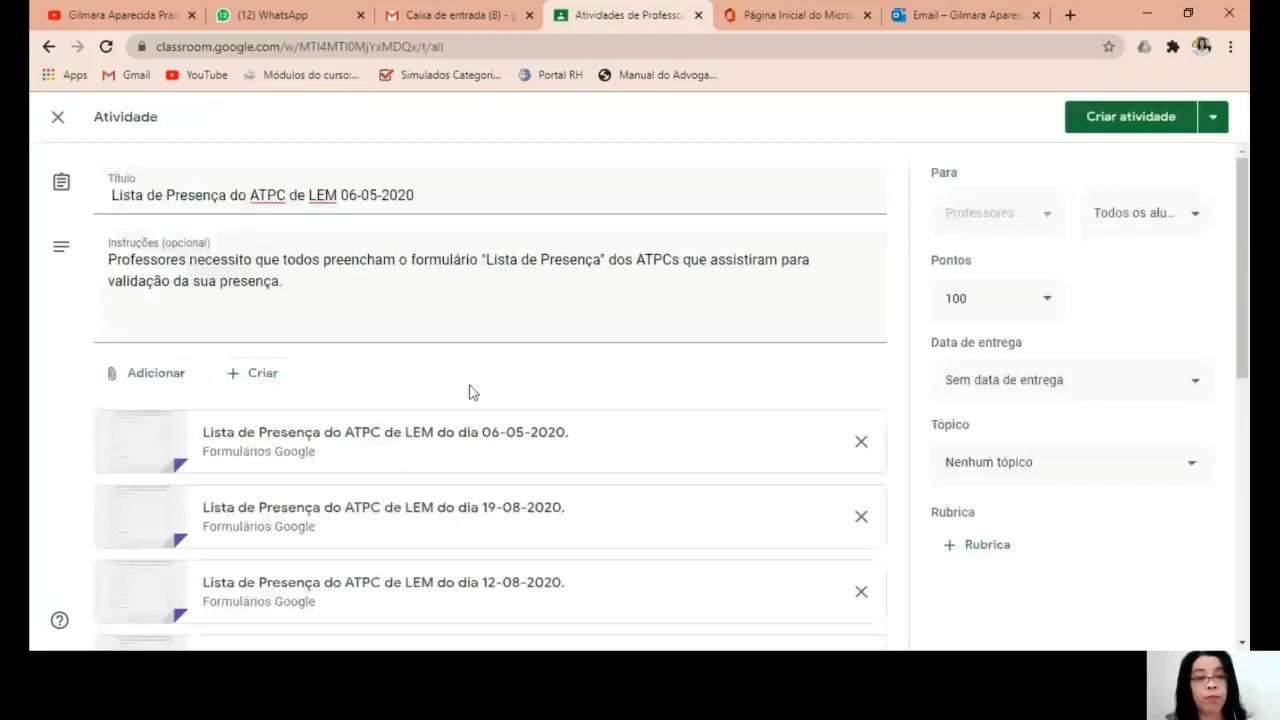 Gilmara Aparecida Prac
(12) WhatsApp
Caixa de entrada (8) - g
Atividades de Professo
Página Inicial do Micros
Email – Gilmara Aparec
classroom.google.com/w/MTI4MTI0MjYxMDQx/t/all
Apps
Gmail
YouTube
Módulos do curso:...
Simulados Categori...
Portal RH
Manual do Advoga...
Atividade
Criar atividade
Título
Lista de Presença do ATPC de LEM 06-05-2020
Instruções (opcional)
Professores necessito que todos preencham o formulário "Lista de Presença" dos ATPCs que assistiram para
validação da sua presença.
Adicionar
Criar
Lista de Presença do ATPC de LEM do dia 06-05-2020.
Formulários Google
Lista de Presença do ATPC de LEM do dia 19-08-2020.
Formulários Google
Lista de Presença do ATPC de LEM do dia 12-08-2020.
Formulários Google
Para
Professores ...
Todos os alu...
Pontos
100
Data de entrega
Sem data de entrega
Tópico
Nenhum tópico
Rubrica
Rubrica